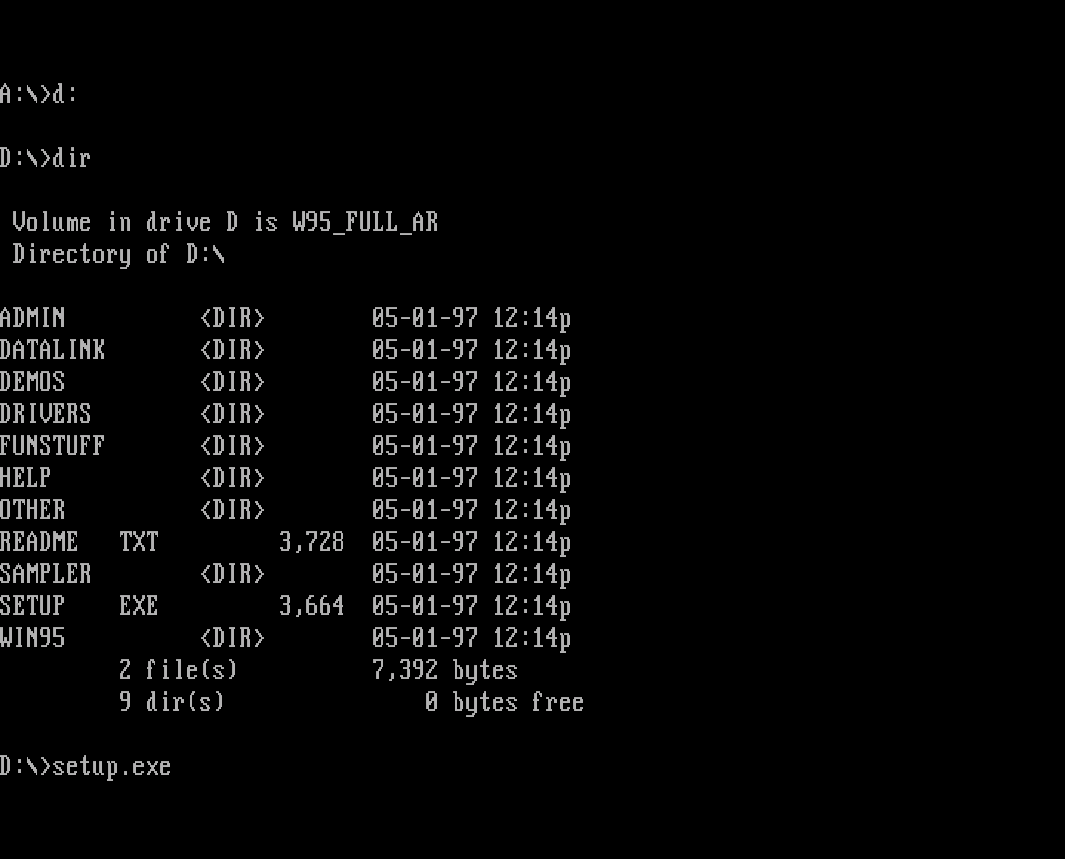 A:\>d:
D:\>dir
Volume in drive D is W95_FULL_AR
Directory of D:\
ADMIN          <DIR>        05-01-97 12:14p
DATALINK       <DIR>        05-01-97 12:14p
DEMOS          <DIR>        05-01-97 12:14p
DRIVERS        <DIR>        05-01-97 12:14p
FUNSTUFF       <DIR>        05-01-97 12:14p
HELP           <DIR>        05-01-97 12:14p
OTHER          <DIR>        05-01-97 12:14p
README   TXT         3,728  05-01-97 12:14p
SAMPLER        <DIR>        05-01-97 12:14p
SETUP    EXE         3,664  05-01-97 12:14p
WIN95          <DIR>        05-01-97 12:14p
2 file(s)          7,392 bytes
9 dir(s)               0 bytes free
D:\>setup.exe